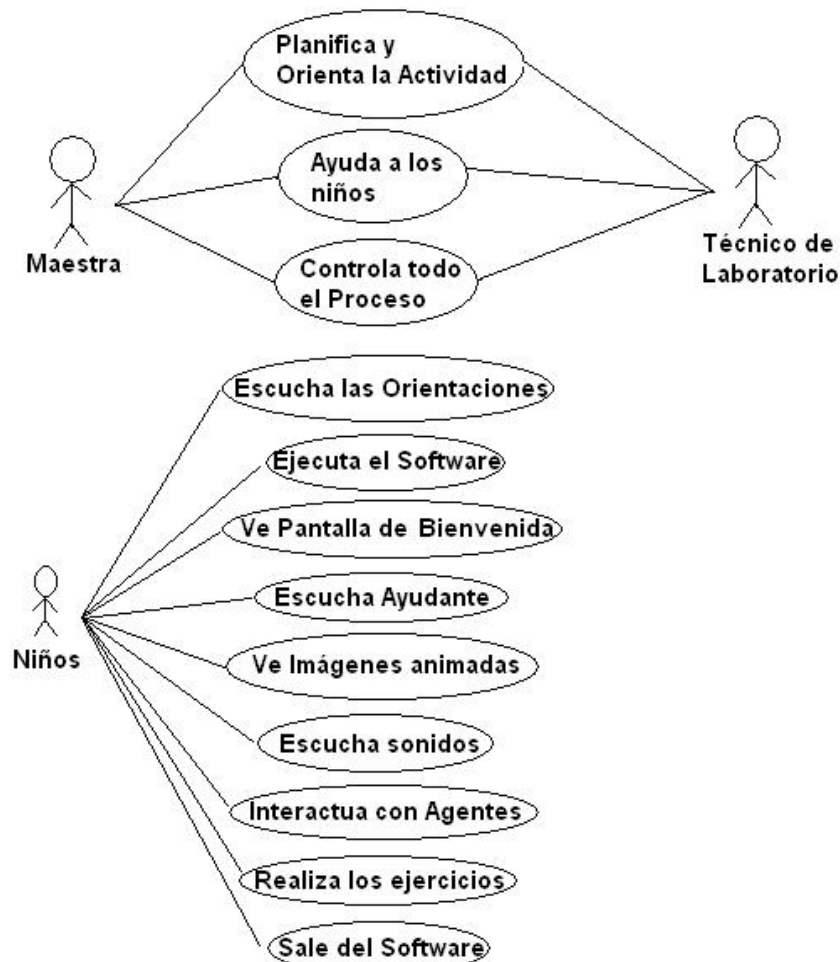 Planifica y
Orienta la Actividad
Ayuda a los
niños
Maestra
Técnico de
Laboratorio
Controla todo
el Proceso
Escucha las Orientaciones
Ejecuta el Software
Ve Pantalla de Bienvenida
Escucha Ayudante
Niños
Ve Imágenes animadas
Escucha sonidos
Interactua con Agentes
Realiza los ejercicios
Sale del Software